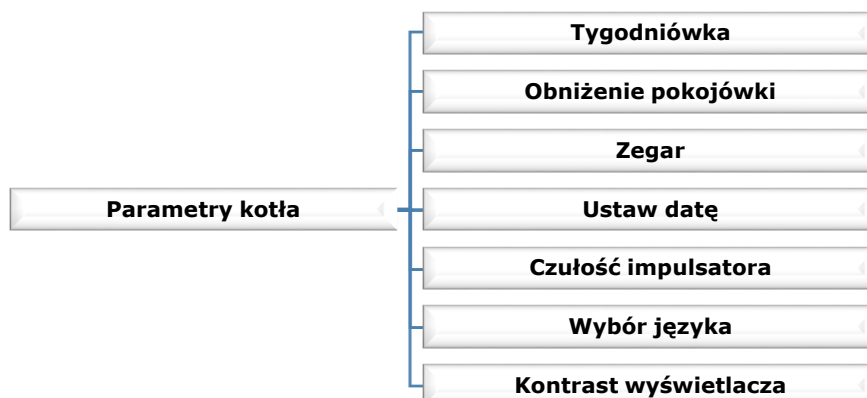 Tygodniówka
Obniżenie pokojówki
Zegar
Parametry kotła
Ustaw datę
Czułość impulsatora
Wybór języka
Kontrast wyświetlacza